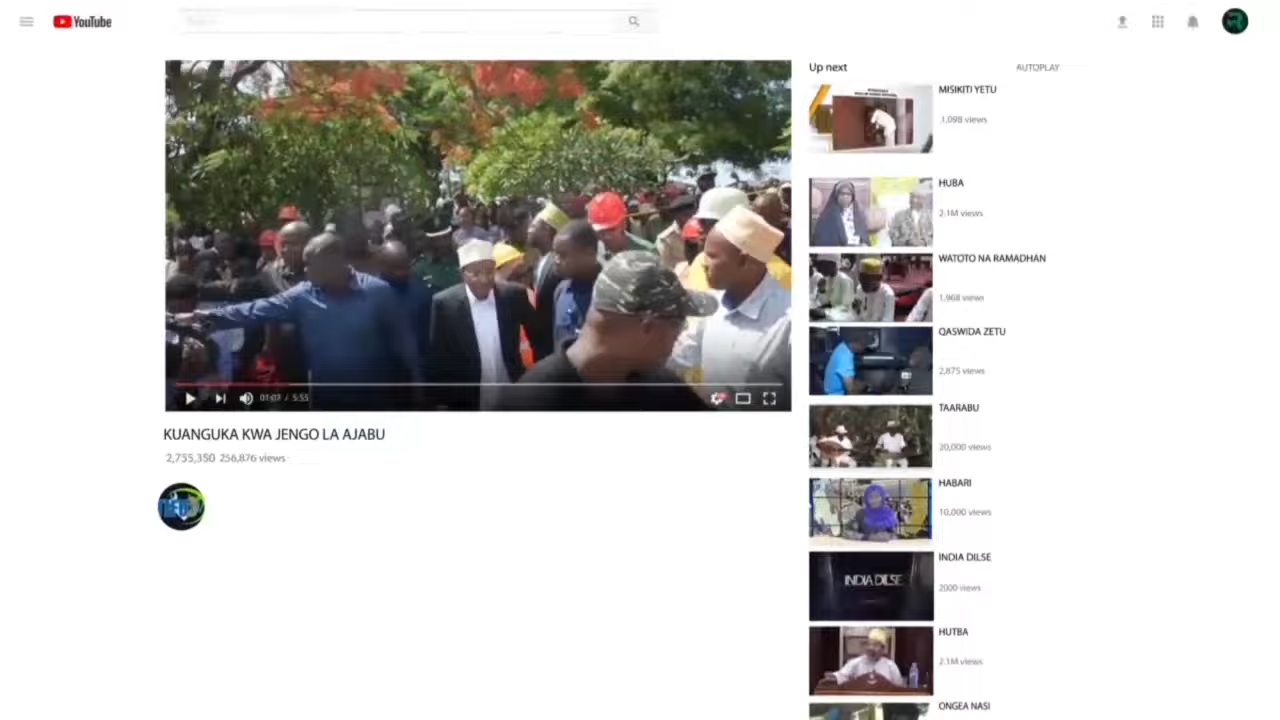 YouTube
01:07 / 5:55
KUANGUKA KWA JENGO LA AJABU
2,755,350 256,876 views
Up next
AUTOPLAY
MISIKITI YETU
1,098 views
HUBA
2.1M views
WATOTO NA RAMADHAN
1,968 views
QASWIDA ZETU
2,875 views
TAARABU
20,000 views
HABARI
10,000 views
INDIA DILSE
INDIA DILSE
2000 views
HUTBA
2.1M views
ONGEA NASI